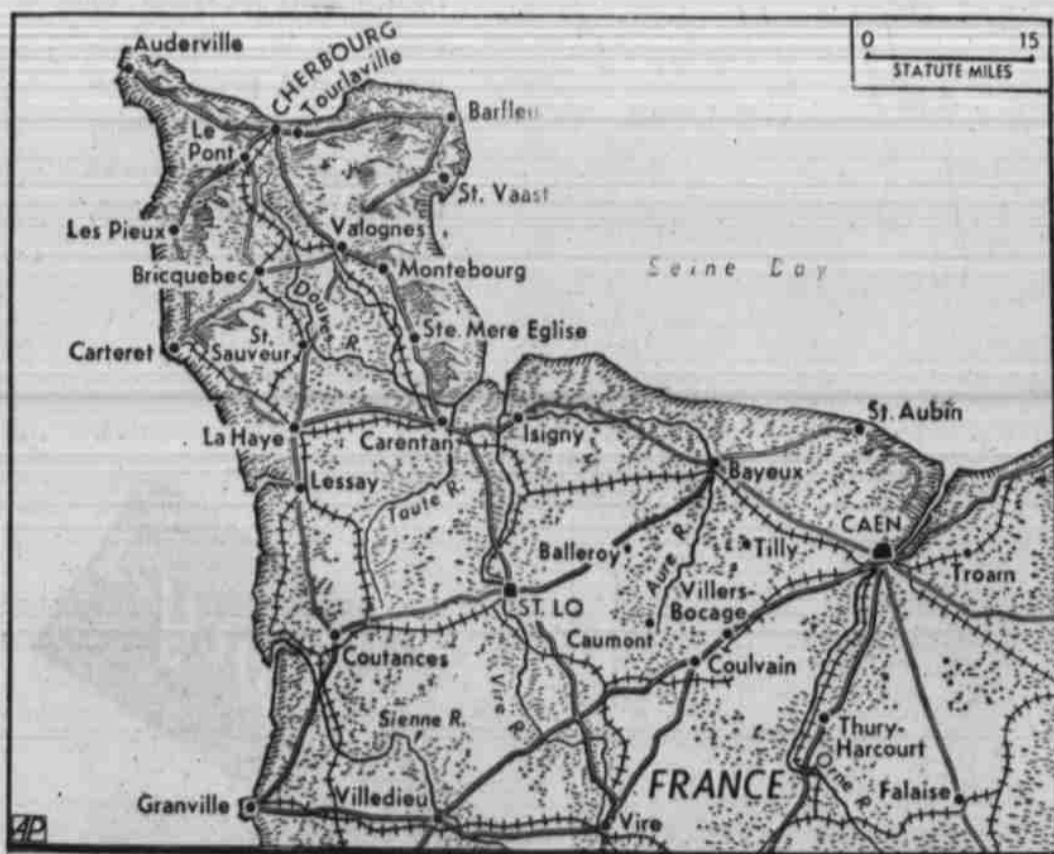 Auderville
CHERBOURG
Tourlaville
0 15
STATUTE MILES
Le
Pont
Barfleu
St. Vaast
Les Pieux
Valognes
Bricquebec
Montebourg
Seine Bay
Douve
R.
St.
Sauveur
Ste. Mere Eglise
Carteret
La Haye
Carentan
Isigny
St. Aubin
Lessay
Bayeux
Taute R.
CAEN
Balleroy
Aure R.
Tilly
Troarn
Villers-
Bocage
ST. LO
Caumont
Coutances
Coulvain
Vire
R.
Sienne R.
Thury-
Harcourt
Orne R.
FRANCE
Falaise
Granville
Villedieu
Vire
AP